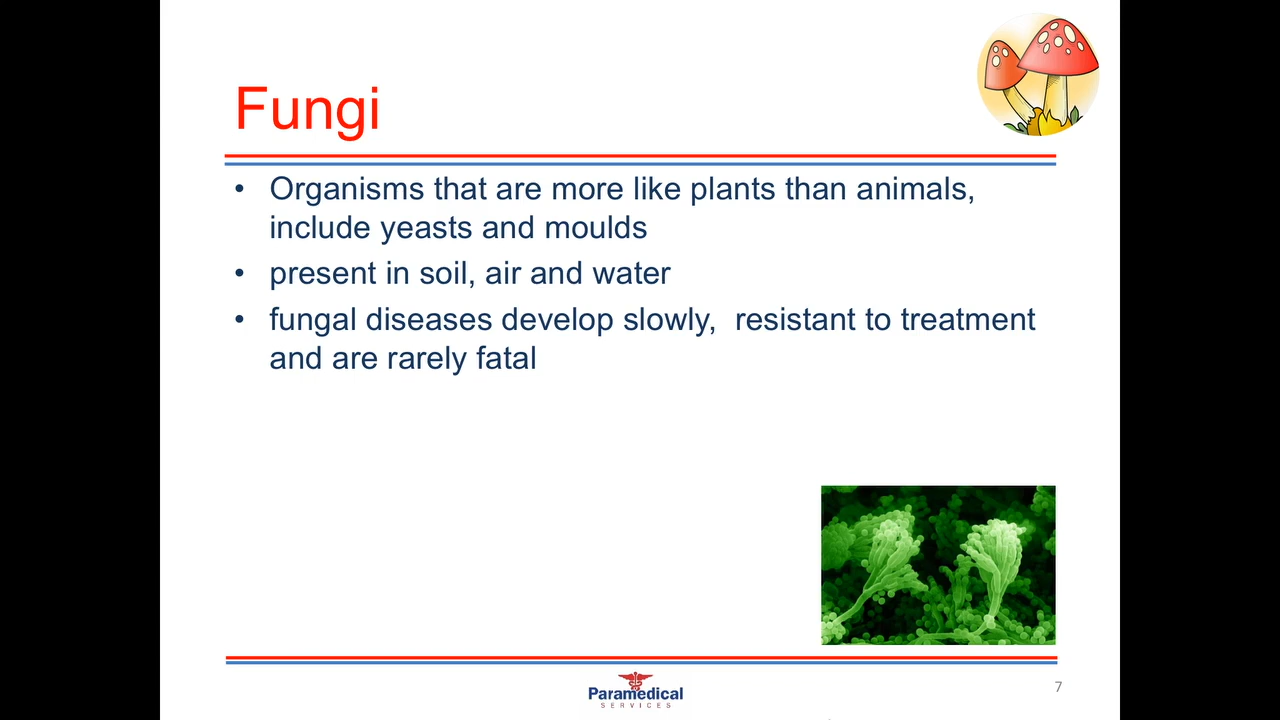 Fungi
• Organisms that are more like plants than animals,
include yeasts and moulds
• present in soil, air and water
• fungal diseases develop slowly,  resistant to treatment
and are rarely fatal
Paramedical
SERVICES
7